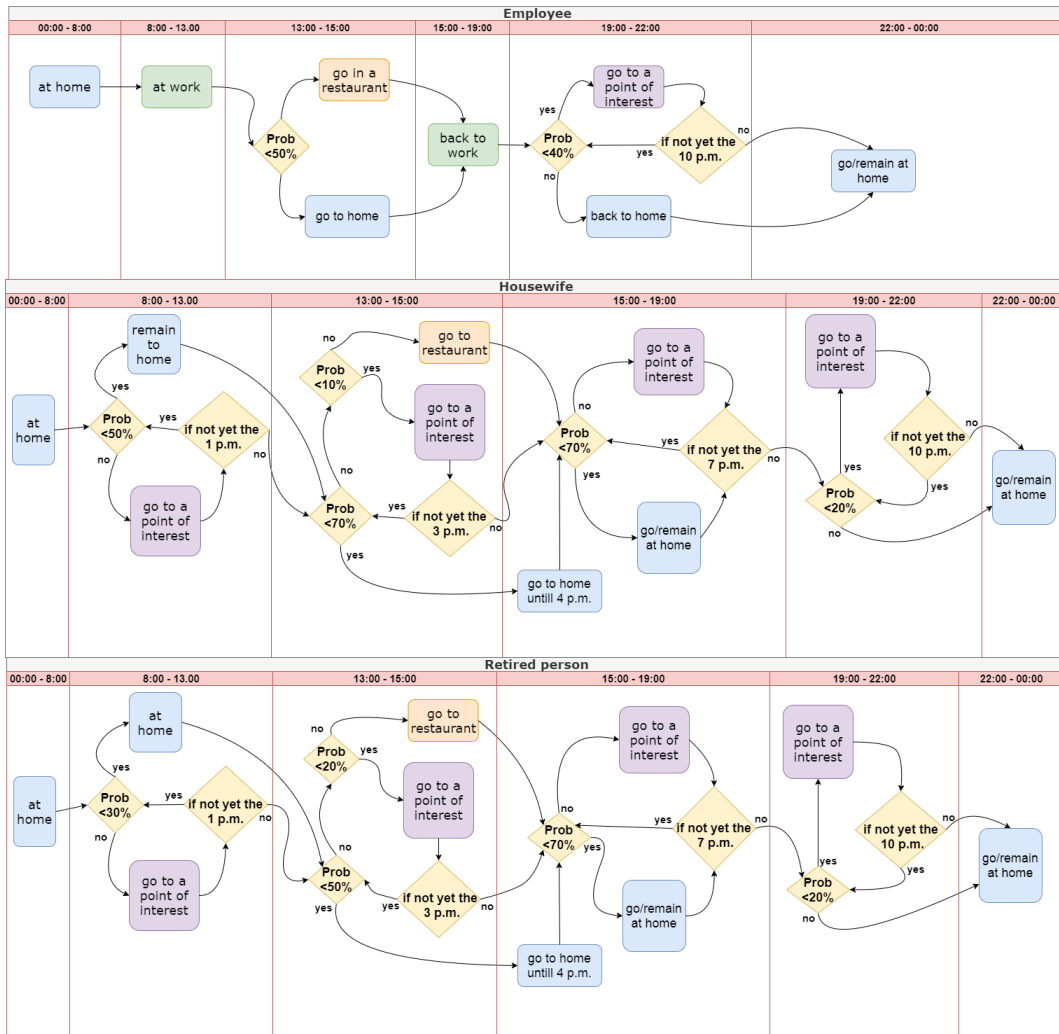 Employee
00:00 - 8:00
8:00 - 13.00
13:00 - 15:00
15:00 - 19:00
19:00 - 22:00
22:00 - 00:00
at home
at work
Prob
<50%
go in a
restaurant
go to home
back to
work
yes
Prob
<40%
no
go to a
point of
interest
yes
if not yet the
10 p.m.
no
back to home
go/remain at
home
Housewife
00:00 - 8:00
8:00 - 13.00
13:00 - 15:00
15:00 - 19:00
19:00 - 22:00
22:00 - 00:00
at
home
remain
to
home
yes
Prob
<50%
no
yes
if not yet the
1 p.m.
no
go to a
point of
interest
no
go to
restaurant
Prob
<10%
yes
go to a
point of
interest
no
Prob
<70%
yes
yes
if not yet the
3 p.m.
no
go to home
untill 4 p.m.
Prob
<70%
no
yes
go to a
point of
interest
yes
if not yet the
7 p.m.
no
go/remain
at home
go to a
point of
interest
yes
Prob
<20%
no
if not yet the
10 p.m.
yes
no
go/remain
at home
Retired person
00:00 - 8:00
8:00 - 13.00
13:00 - 15:00
15:00 - 19:00
19:00 - 22:00
22:00 - 00:00
at
home
at
home
yes
Prob
<30%
no
yes
if not yet the
1 p.m.
no
go to a
point of
interest
no
go to
restaurant
Prob
<20%
yes
go to a
point of
interest
no
Prob
<50%
yes
yes
if not yet the
3 p.m.
no
go to home
untill 4 p.m.
Prob
<70%
no
yes
go to a
point of
interest
yes
if not yet the
7 p.m.
no
go/remain
at home
go to a
point of
interest
yes
Prob
<20%
no
if not yet the
10 p.m.
yes
no
go/remain
at home